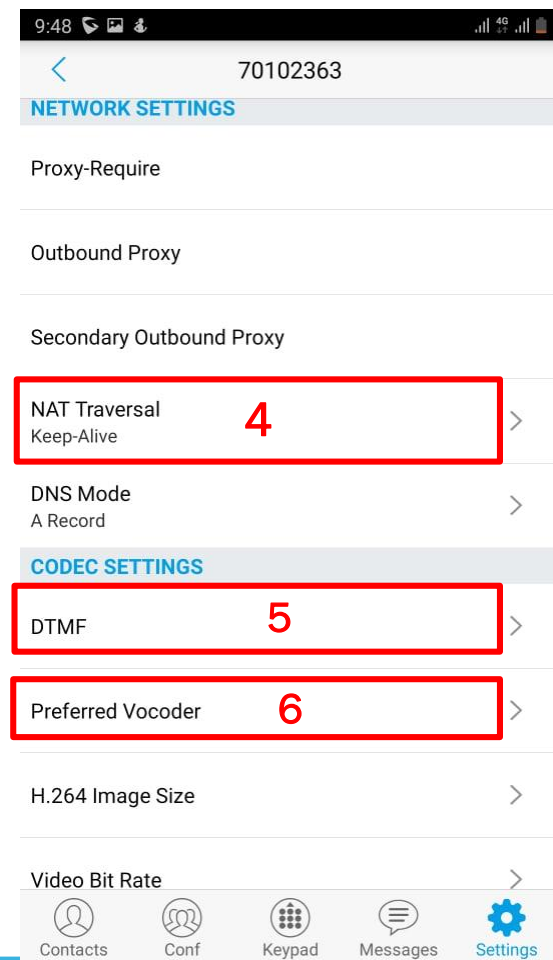 9:48 4G
70102363
NETWORK SETTINGS
Proxy-Require
Outbound Proxy
Secondary Outbound Proxy
NAT Traversal 4
Keep-Alive
DNS Mode
A Record
CODEC SETTINGS
DTMF 5
Preferred Vocoder 6
H.264 Image Size
Video Bit Rate
Contacts Conf Keypad Messages Settings